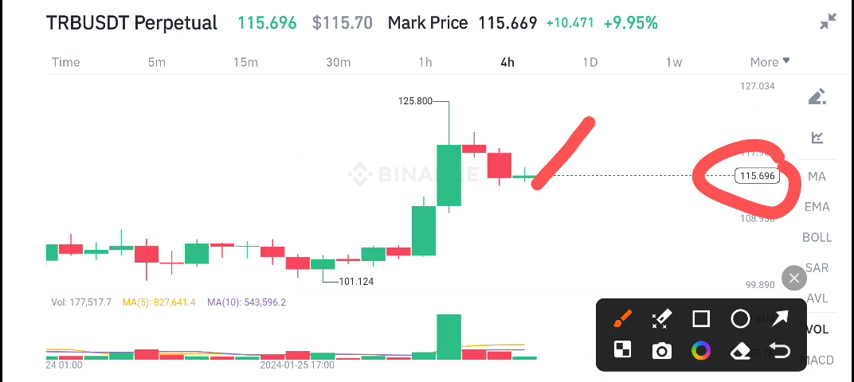 TRBUSDT Perpetual 115.696 $115.70 Mark Price 115.669 +10.471 +9.95%
Time 5m 15m 30m 1h 4h 1D 1w More
127.034
125.800
BINANCE
115.696
MA
EMA
108.930
BOLL
SAR
101.124
99.890
AVL
Vol: 177,517.7 MA(5): 827,641.4 MA(10): 543,596.2
VOL
MACD
24 01:00 2024-01-25 17:00